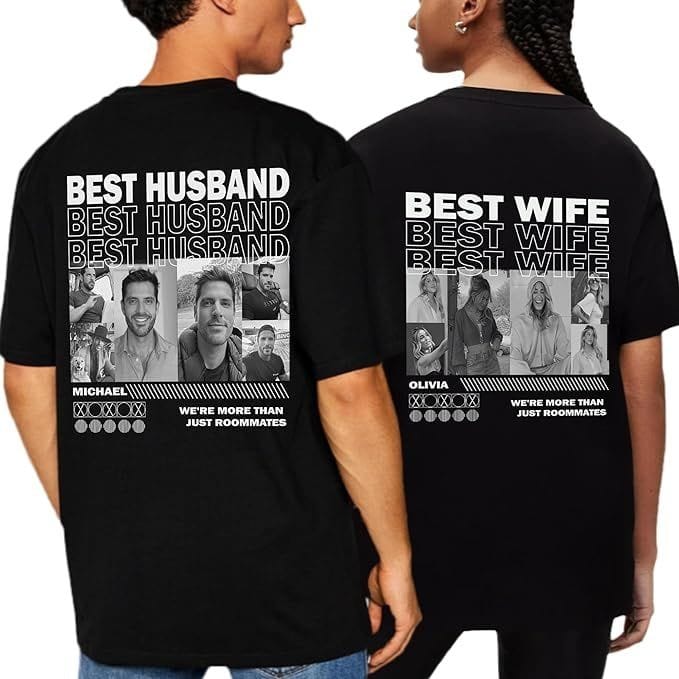 BEST HUSBAND
BEST HUSBAND
BEST HUSBAND
MICHAEL
XOXOX
WE'RE MORE THAN
JUST ROOMMATES
BEST WIFE
BEST WIFE
BEST WIFE
OLIVIA
XOXOX
WE'RE MORE THAN
JUST ROOMMATES